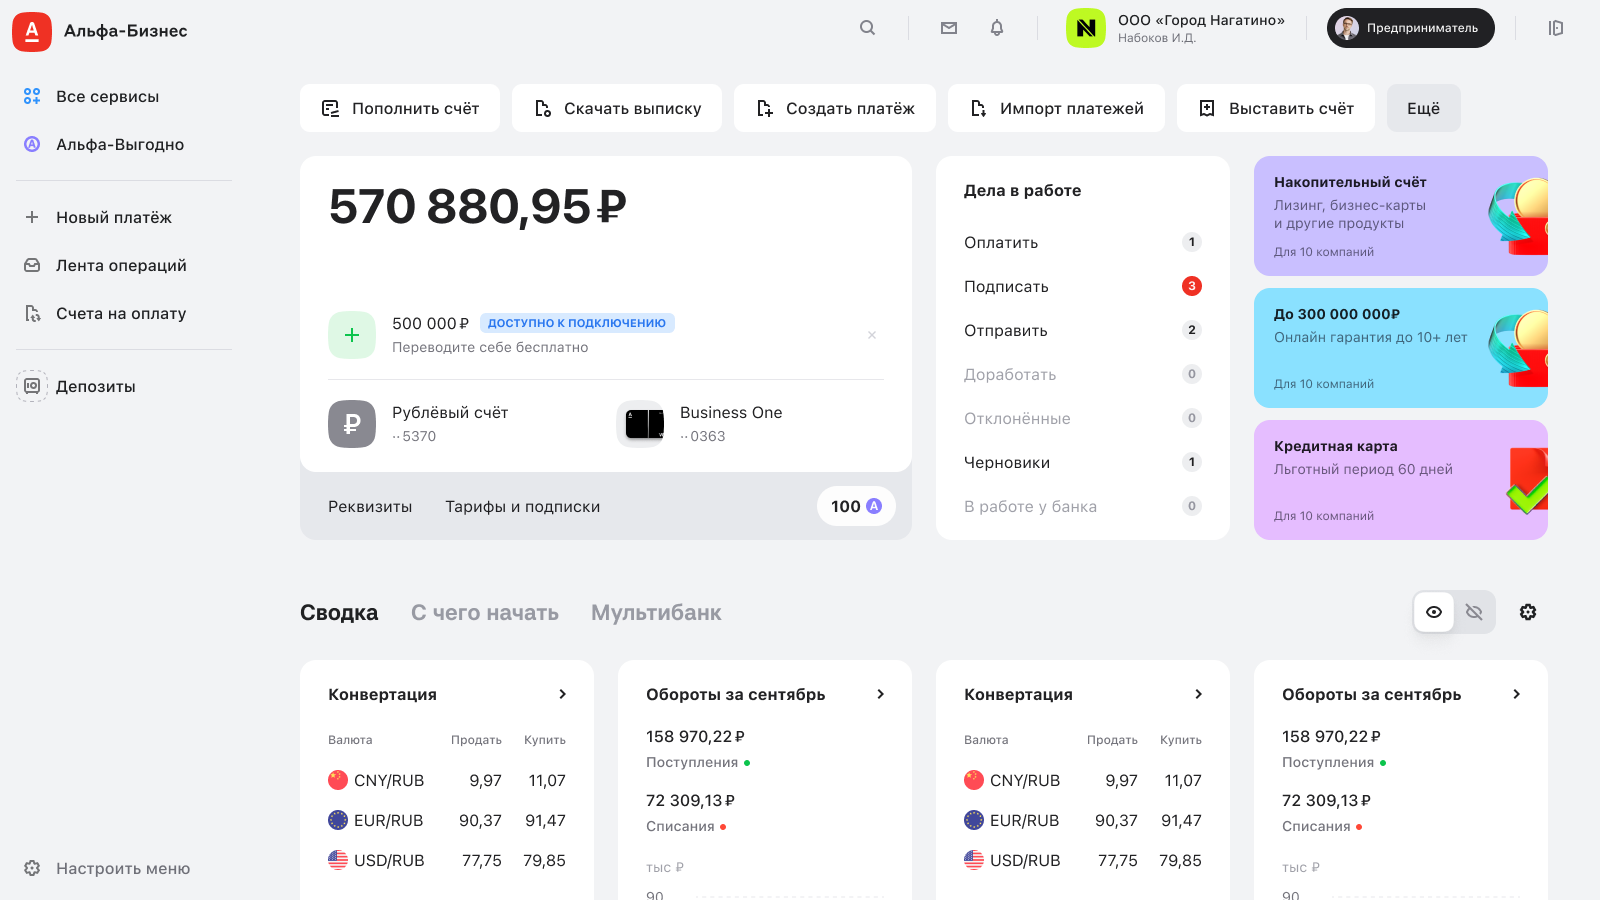 Альфа-Бизнес
ООО «Город Нагатино»
Набоков И.Д.
Предприниматель
Все сервисы
Альфа-Выгодно
Новый платёж
Лента операций
Счета на оплату
Депозиты
Настроить меню
Пополнить счёт
Скачать выписку
Создать платёж
Импорт платежей
Выставить счёт
Ещё
570 880,95 ₽
500 000 ₽ ДОСТУПНО К ПОДКЛЮЧЕНИЮ
Переводите себе бесплатно
Рублёвый счёт
·· 5370
Business One
·· 0363
Реквизиты
Тарифы и подписки
100
Дела в работе
Оплатить 1
Подписать 3
Отправить 2
Доработать 0
Отклонённые 0
Черновики 1
В работе у банка 0
Накопительный счёт
Лизинг, бизнес-карты
и другие продукты
Для 10 компаний
До 300 000 000₽
Онлайн гарантия до 10+ лет
Для 10 компаний
Кредитная карта
Льготный период 60 дней
Для 10 компаний
Сводка
С чего начать
Мультибанк
Конвертация
Валюта Продать Купить
CNY/RUB 9,97 11,07
EUR/RUB 90,37 91,47
USD/RUB 77,75 79,85
Обороты за сентябрь
158 970,22 ₽
Поступления
72 309,13 ₽
Списания
тыс ₽
90
Конвертация
Валюта Продать Купить
CNY/RUB 9,97 11,07
EUR/RUB 90,37 91,47
USD/RUB 77,75 79,85
Обороты за сентябрь
158 970,22 ₽
Поступления
72 309,13 ₽
Списания
тыс ₽
90